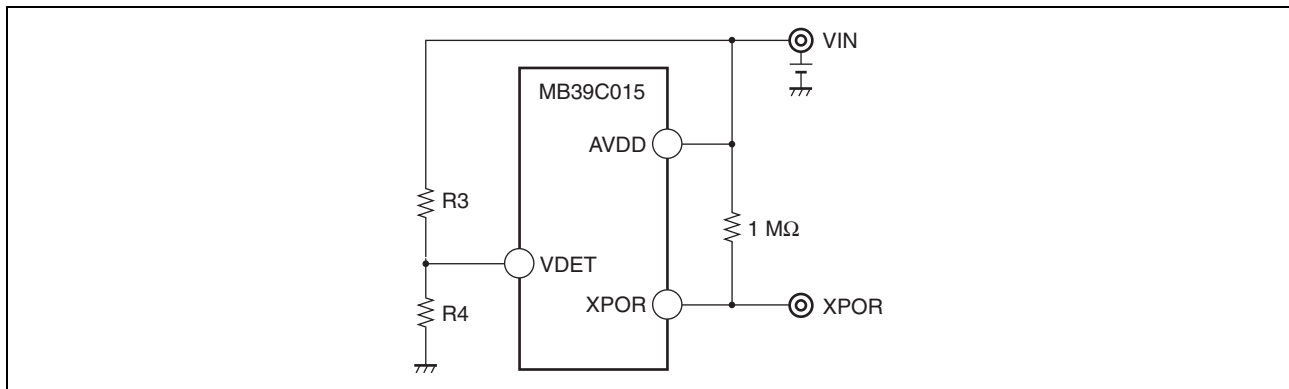 VIN
MB39C015
AVDD
R3
1 MΩ
VDET
R4
XPOR
XPOR